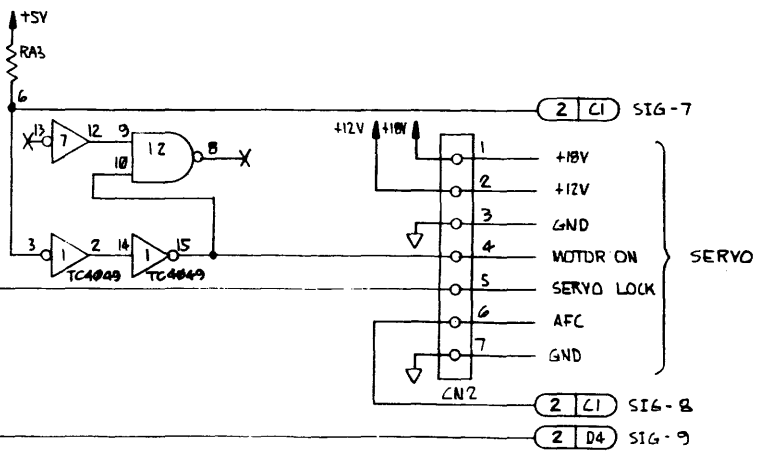 +5V
RA3
6
2 C1 SIG-7
13 7 12 9 12 8
10
+12V +18V
1 +18V
2 +12V
3 GND
3 1 2 14 1 15 4 MOTOR ON
TC4049 TC4049
SERVO
5 SERVO LOCK
6 AFC
7 GND
CN2
2 C1 SIG-8
2 D4 SIG-9